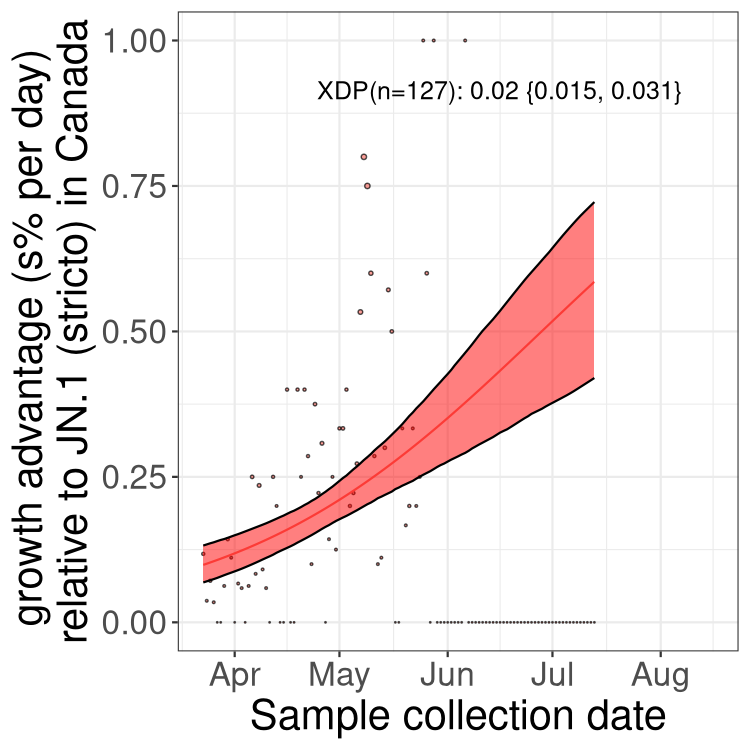 growth advantage (s% per day)
relative to JN.1 (stricto) in Canada
1.00
0.75
0.50
0.25
0.00
XDP(n=127): 0.02 {0.015, 0.031}
Apr May Jun Jul Aug
Sample collection date